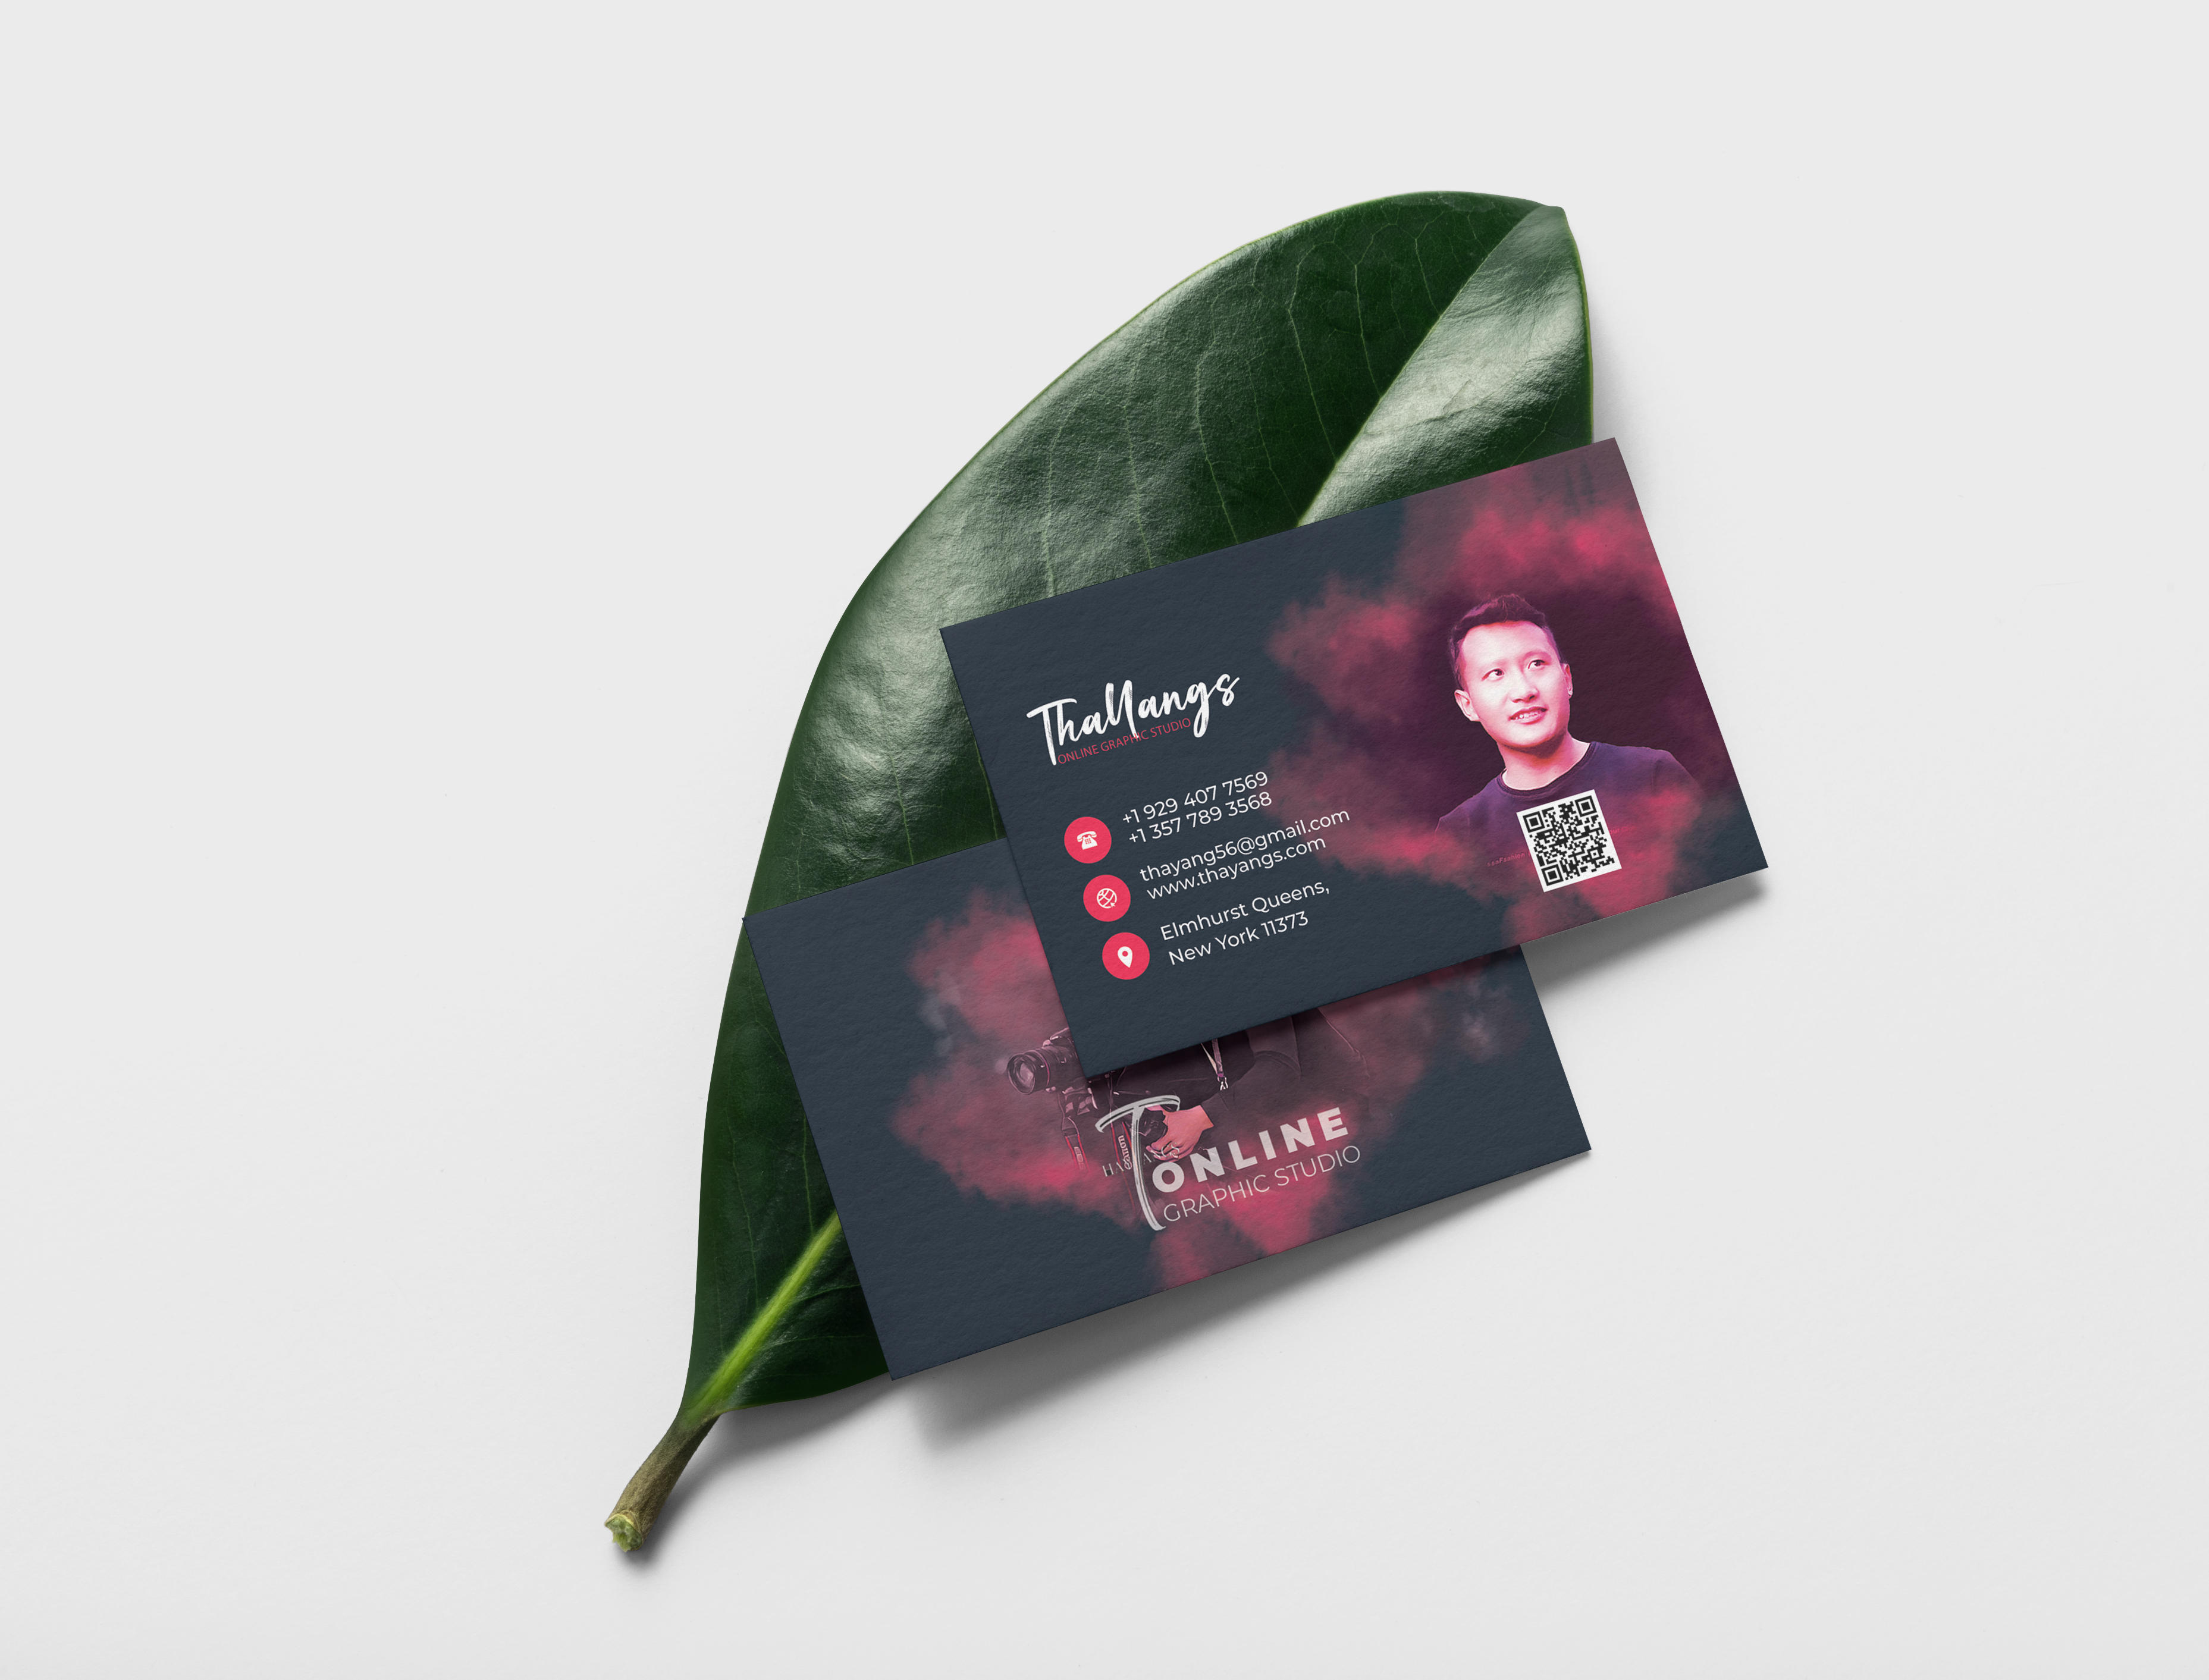 ThaYangs
ONLINE GRAPHIC STUDIO
+1 929 407 7569
+1 357 789 3568
thayang56@gmail.com
www.thayangs.com
Elmhurst Queens,
New York 11373
T ONLINE
GRAPHIC STUDIO